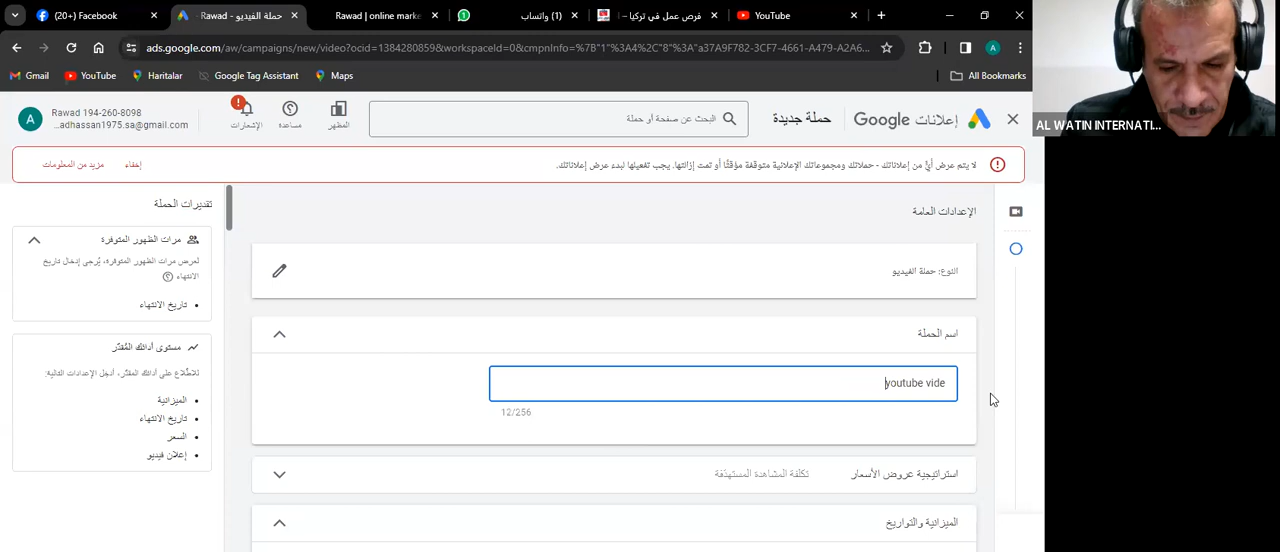 (20+) Facebook
Rawad - حملة الفيديو
Rawad | online marke
(1) واتساب
فرص عمل في تركيا – ا
YouTube
ads.google.com/aw/campaigns/new/video?ocid=1384280859&workspaceId=0&cmpnInfo=%7B"1"%3A4%2C"8"%3A"a37A9F782-3CF7-4661-A479-A2A6...
Gmail
YouTube
Haritalar
Google Tag Assistant
Maps
All Bookmarks
AL WATIN INTERNATI...
إعلانات Google
حملة جديدة
البحث عن صفحة أو حملة
المظهر
مساعدة
الإشعارات
Rawad 194-260-8098
adhassan1975.sa@gmail.com...
لا يتم عرض أيٍّ من إعلاناتك - حملاتك ومجموعاتك الإعلانية متوقفة مؤقتًا أو تمت إزالتها. يجب تفعيلها لبدء عرض إعلاناتك.
إخفاء
مزيد من المعلومات
الإعدادات العامة
النوع: حملة الفيديو
اسم الحملة
youtube vide
12/256
استراتيجية عروض الأسعار
تكلفة المشاهدة المستهدفة
الميزانية والتواريخ
تقديرات الحملة
مرات الظهور المتوفرة
لعرض مرات الظهور المتوفرة، يُرجى إدخال تاريخ
الانتهاء
تاريخ الانتهاء
مستوى أدائك المُقدّر
للاطّلاع على أدائك المقدّر، أدخِل الإعدادات التالية:
الميزانية
تاريخ الانتهاء
السعر
إعلان فيديو